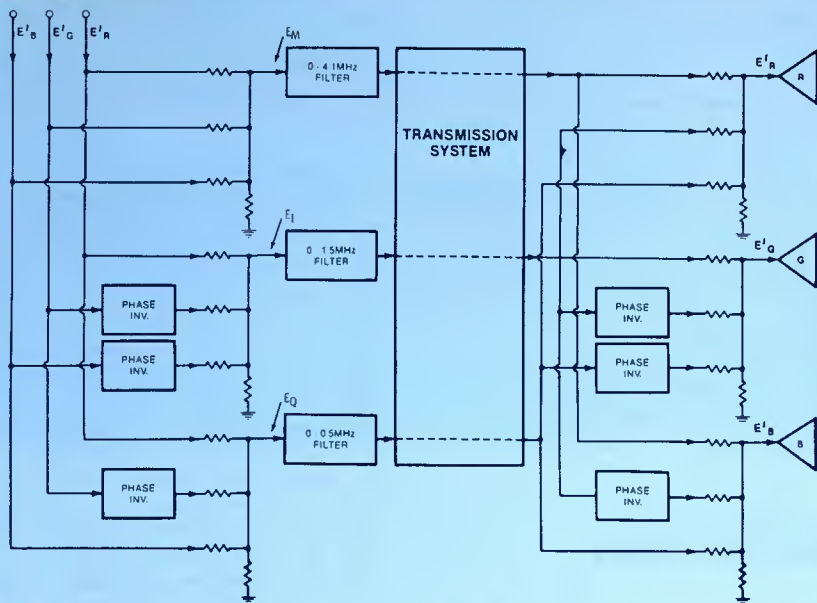 E'B E'G E'R
EM
0 - 4.1MHz
FILTER
TRANSMISSION
SYSTEM
E'R
R
EI
0 1.5MHz
FILTER
E'G
G
PHASE
INV.
PHASE
INV.
PHASE
INV.
PHASE
INV.
EQ
0 0.5MHz
FILTER
E'B
B
PHASE
INV.
PHASE
INV.